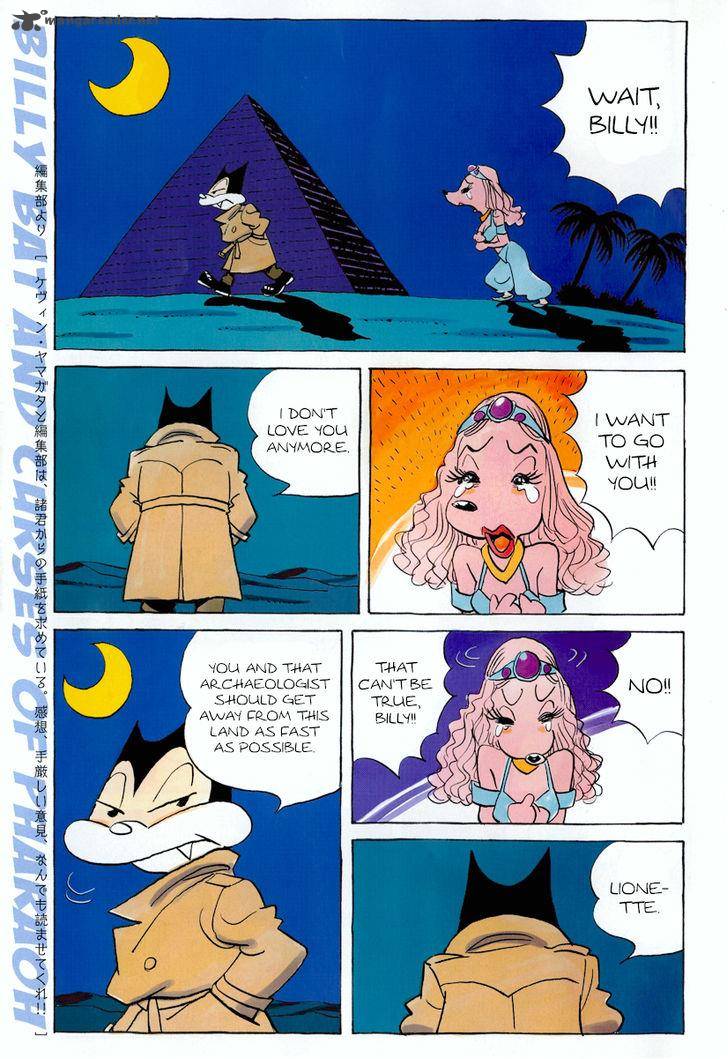 WAIT,
BILLY!!
I DON'T
LOVE YOU
ANYMORE.
I WANT
TO GO
WITH
YOU!!
YOU AND THAT
ARCHAEOLOGIST
SHOULD GET
AWAY FROM THIS
LAND AS FAST
AS POSSIBLE.
THAT
CAN'T BE
TRUE,
BILLY!!
NO!!
LIONE-
TTE.
BILLY BAT AND CURSES OF PHARAOH
編集部より [ケヴィン・ヤマガタと編集部は、諸君からの手紙を求めている。感想、手厳しい意見、なんでも読ませてくれ!!]